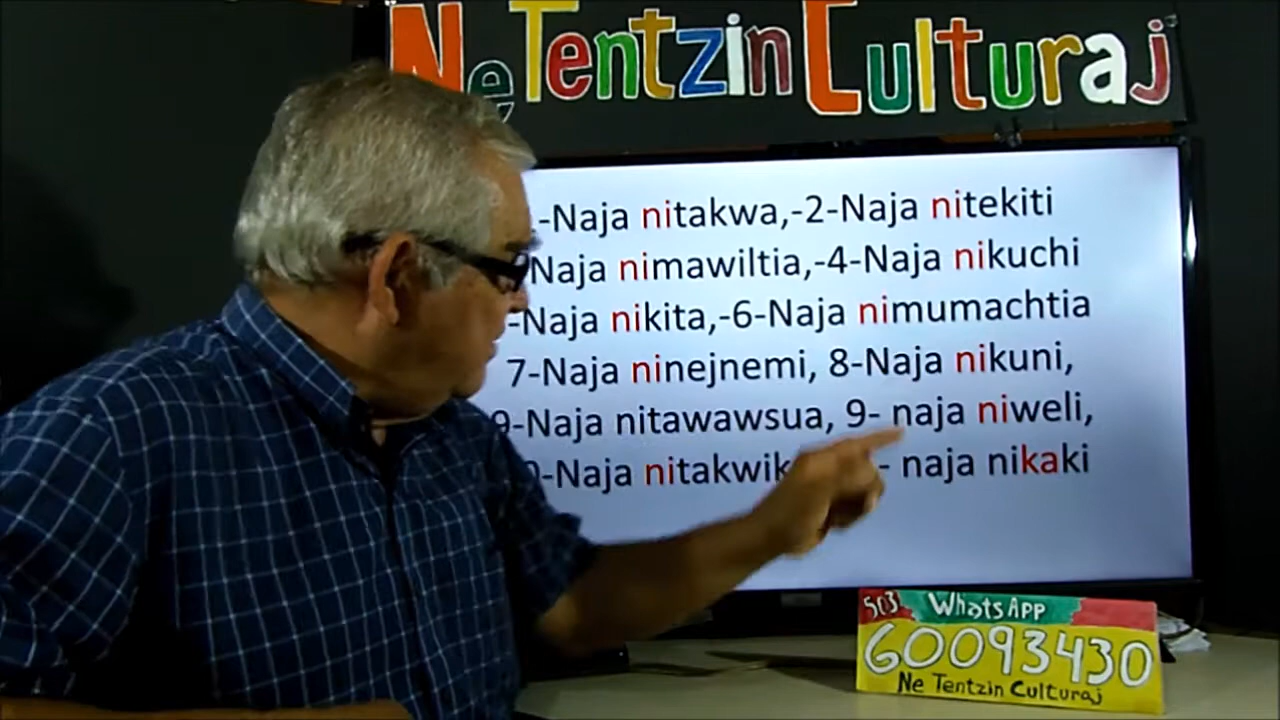 Ne Tentzin Culturaj
-Naja nitakwa,-2-Naja nitekiti
Naja nimawiltia,-4-Naja nikuchi
-Naja nikita,-6-Naja nimumachtia
7-Naja ninejnemi, 8-Naja nikuni,
9-Naja nitawawsua, 9- naja niweli,
-Naja - naja nikaki
503 WhatsApp
60093430
Ne Tentzin Culturaj